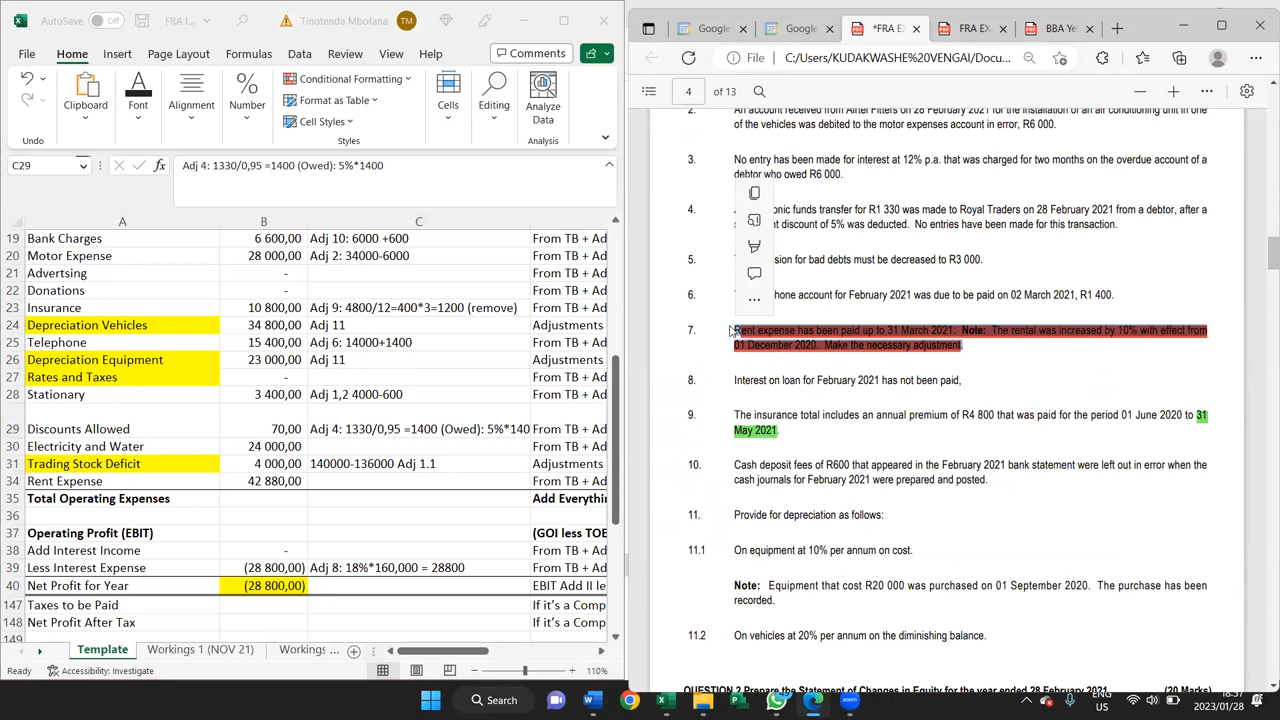 AutoSave Off FRA I... Tinotenda Mbofana TM
File Home Insert Page Layout Formulas Data Review View Help Comments
Undo
Clipboard
Font
Alignment
Number
Conditional Formatting
Format as Table
Cell Styles
Styles
Cells
Editing
Analyze Data
Analysis
C29 fx Adj 4: 1330/0,95 =1400 (Owed): 5%*1400
A B C
19 Bank Charges 6 600,00 Adj 10: 6000 +600 From TB + Ad
20 Motor Expense 28 000,00 Adj 2: 34000-6000 From TB + Ad
21 Advertsing - From TB + Ad
22 Donations - From TB + Ad
23 Insurance 10 800,00 Adj 9: 4800/12=400*3=1200 (remove) From TB + Ad
24 Depreciation Vehicles 34 800,00 Adj 11 Adjustments
25 Telephone 15 400,00 Adj 6: 14000+1400 From TB + Ad
26 Depreciation Equipment 23 000,00 Adj 11 Adjustments
27 Rates and Taxes - From TB + Ad
28 Stationary 3 400,00 Adj 1,2 4000-600 From TB + Ad
29 Discounts Allowed 70,00 Adj 4: 1330/0,95 =1400 (Owed): 5%*140 From TB + Ad
30 Electricity and Water 24 000,00 From TB + Ad
31 Trading Stock Deficit 4 000,00 140000-136000 Adj 1.1 Adjustments
34 Rent Expense 42 880,00 From TB + Ad
35 Total Operating Expenses Add Everythin
36
37 Operating Profit (EBIT) (GOI less TOE
38 Add Interest Income - From TB + Ad
39 Less Interest Expense (28 800,00) Adj 8: 18%*160,000 = 28800 From TB + Ad
40 Net Profit for Year (28 800,00) EBIT Add II le
147 Taxes to be Paid If it's a Comp
148 Net Profit After Tax If it's a Comp
149
Template Workings 1 (NOV 21) Workings ...
Ready Accessibility: Investigate 110%
Google Google *FRA EX FRA EX BBA Ye
File C:/Users/KUDAKWASHE%20VENGAI/Docu...
4 of 13
2. An account received from Airtel Fitters on 28 February 2021 for the installation of an air conditioning unit in one
of the vehicles was debited to the motor expenses account in error, R6 000.
3. No entry has been made for interest at 12% p.a. that was charged for two months on the overdue account of a
debtor who owed R6 000.
4. onic funds transfer for R1 330 was made to Royal Traders on 28 February 2021 from a debtor, after a
t discount of 5% was deducted. No entries have been made for this transaction.
5. ision for bad debts must be decreased to R3 000.
6. hone account for February 2021 was due to be paid on 02 March 2021, R1 400.
7. Rent expense has been paid up to 31 March 2021. Note: The rental was increased by 10% with effect from
01 December 2020. Make the necessary adjustment.
8. Interest on loan for February 2021 has not been paid,
9. The insurance total includes an annual premium of R4 800 that was paid for the period 01 June 2020 to 31
May 2021.
10. Cash deposit fees of R600 that appeared in the February 2021 bank statement were left out in error when the
cash journals for February 2021 were prepared and posted.
11. Provide for depreciation as follows:
11.1 On equipment at 10% per annum on cost.
Note: Equipment that cost R20 000 was purchased on 01 September 2020. The purchase has been
recorded.
11.2 On vehicles at 20% per annum on the diminishing balance.
QUESTION 2 Prepare the Statement of Changes in Equity for the year ended 28 February 2021 (20 Marks)
Search
ENG
US
18:37
2023/01/28